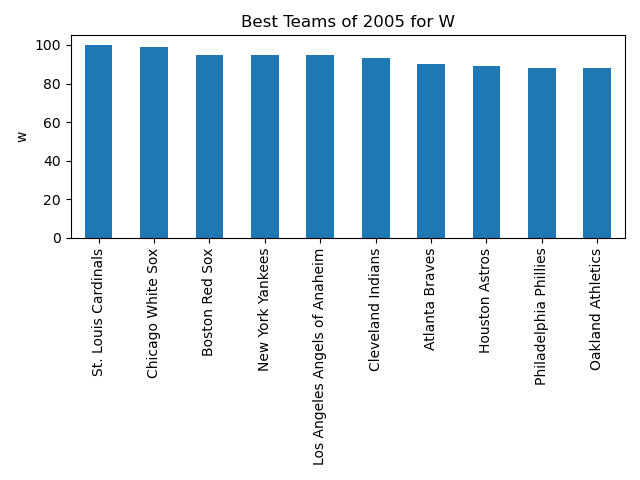 Best Teams of 2005 for W
w
100
80
60
40
20
0
St. Louis Cardinals
Chicago White Sox
Boston Red Sox
New York Yankees
Los Angeles Angels of Anaheim
Cleveland Indians
Atlanta Braves
Houston Astros
Philadelphia Phillies
Oakland Athletics